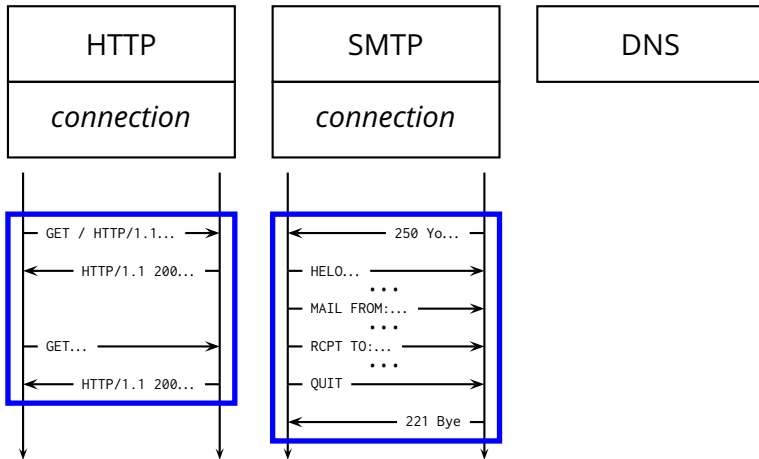 HTTP
connection
GET / HTTP/1.1...
HTTP/1.1 200...
GET...
HTTP/1.1 200...
SMTP
connection
250 Yo...
HELO...
...
MAIL FROM:...
...
RCPT TO:...
...
QUIT
221 Bye
DNS